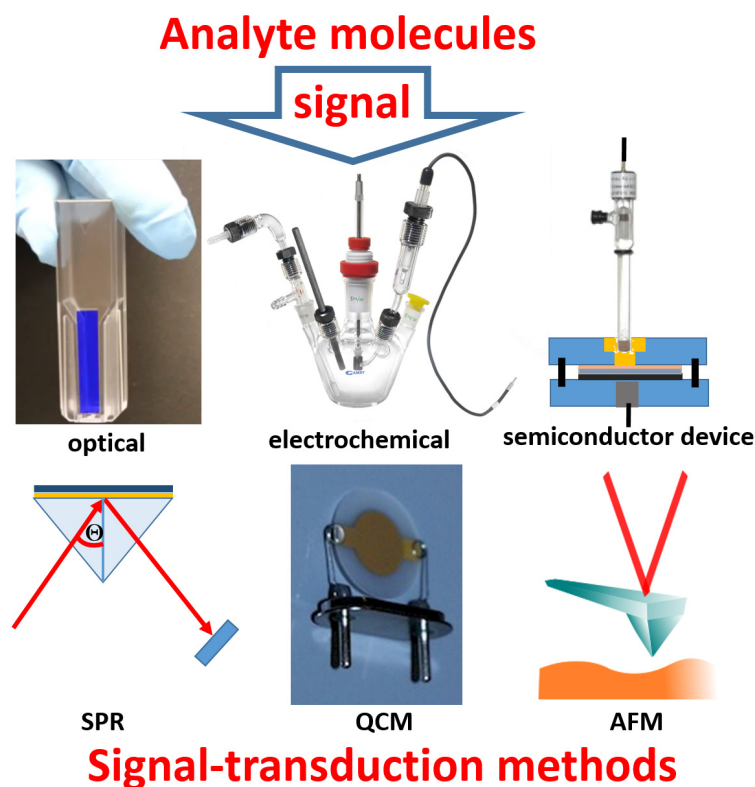 Analyte molecules
signal
optical
electrochemical
semiconductor device
Θ
SPR
QCM
AFM
Signal-transduction methods